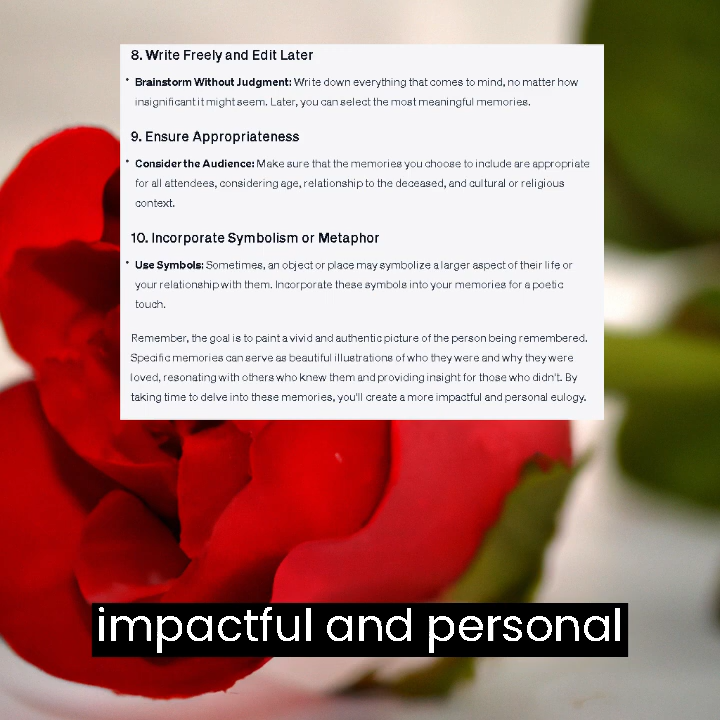 8. Write Freely and Edit Later
• Brainstorm Without Judgment: Write down everything that comes to mind, no matter how
insignificant it might seem. Later, you can select the most meaningful memories.
9. Ensure Appropriateness
• Consider the Audience: Make sure that the memories you choose to include are appropriate
for all attendees, considering age, relationship to the deceased, and cultural or religious
context.
10. Incorporate Symbolism or Metaphor
• Use Symbols: Sometimes, an object or place may symbolize a larger aspect of their life or
your relationship with them. Incorporate these symbols into your memories for a poetic
touch.
Remember, the goal is to paint a vivid and authentic picture of the person being remembered.
Specific memories can serve as beautiful illustrations of who they were and why they were
loved, resonating with others who knew them and providing insight for those who didn't. By
taking time to delve into these memories, you'll create a more impactful and personal eulogy.
impactful and personal